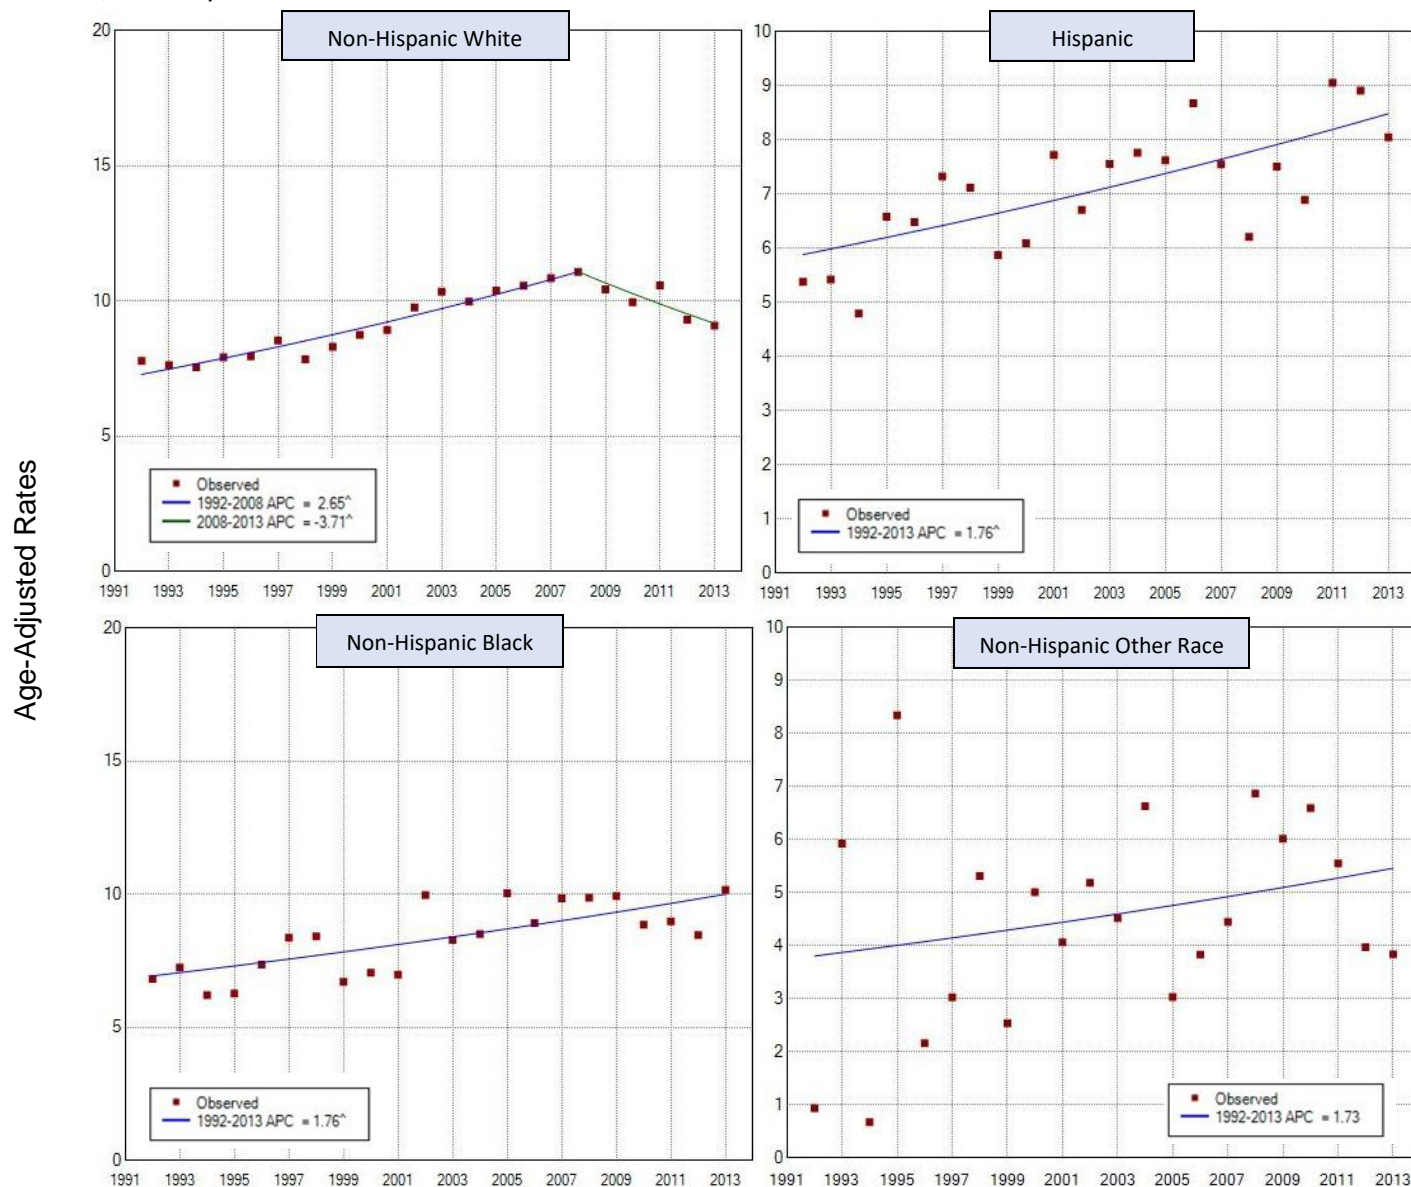 Age-Adjusted Rates
Non-Hispanic White
20
15
10
5
0
Observed
1992-2008 APC = 2.65^
2008-2013 APC = -3.71^
1991 1993 1995 1997 1999 2001 2003 2005 2007 2009 2011 2013
Hispanic
10
9
8
7
6
5
4
3
2
1
0
Observed
1992-2013 APC = 1.76^
1991 1993 1995 1997 1999 2001 2003 2005 2007 2009 2011 2013
Non-Hispanic Black
20
15
10
5
0
Observed
1992-2013 APC = 1.76^
1991 1993 1995 1997 1999 2001 2003 2005 2007 2009 2011 2013
Non-Hispanic Other Race
10
9
8
7
6
5
4
3
2
1
0
Observed
1992-2013 APC = 1.73
1991 1993 1995 1997 1999 2001 2003 2005 2007 2009 2011 2013